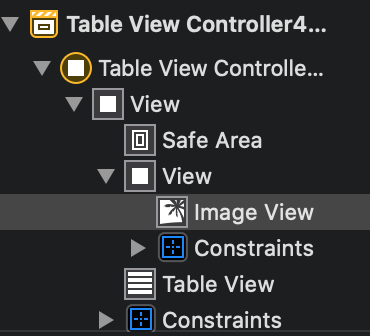 Table View Controller4...
Table View Controlle...
View
Safe Area
View
Image View
Constraints
Table View
Constraints